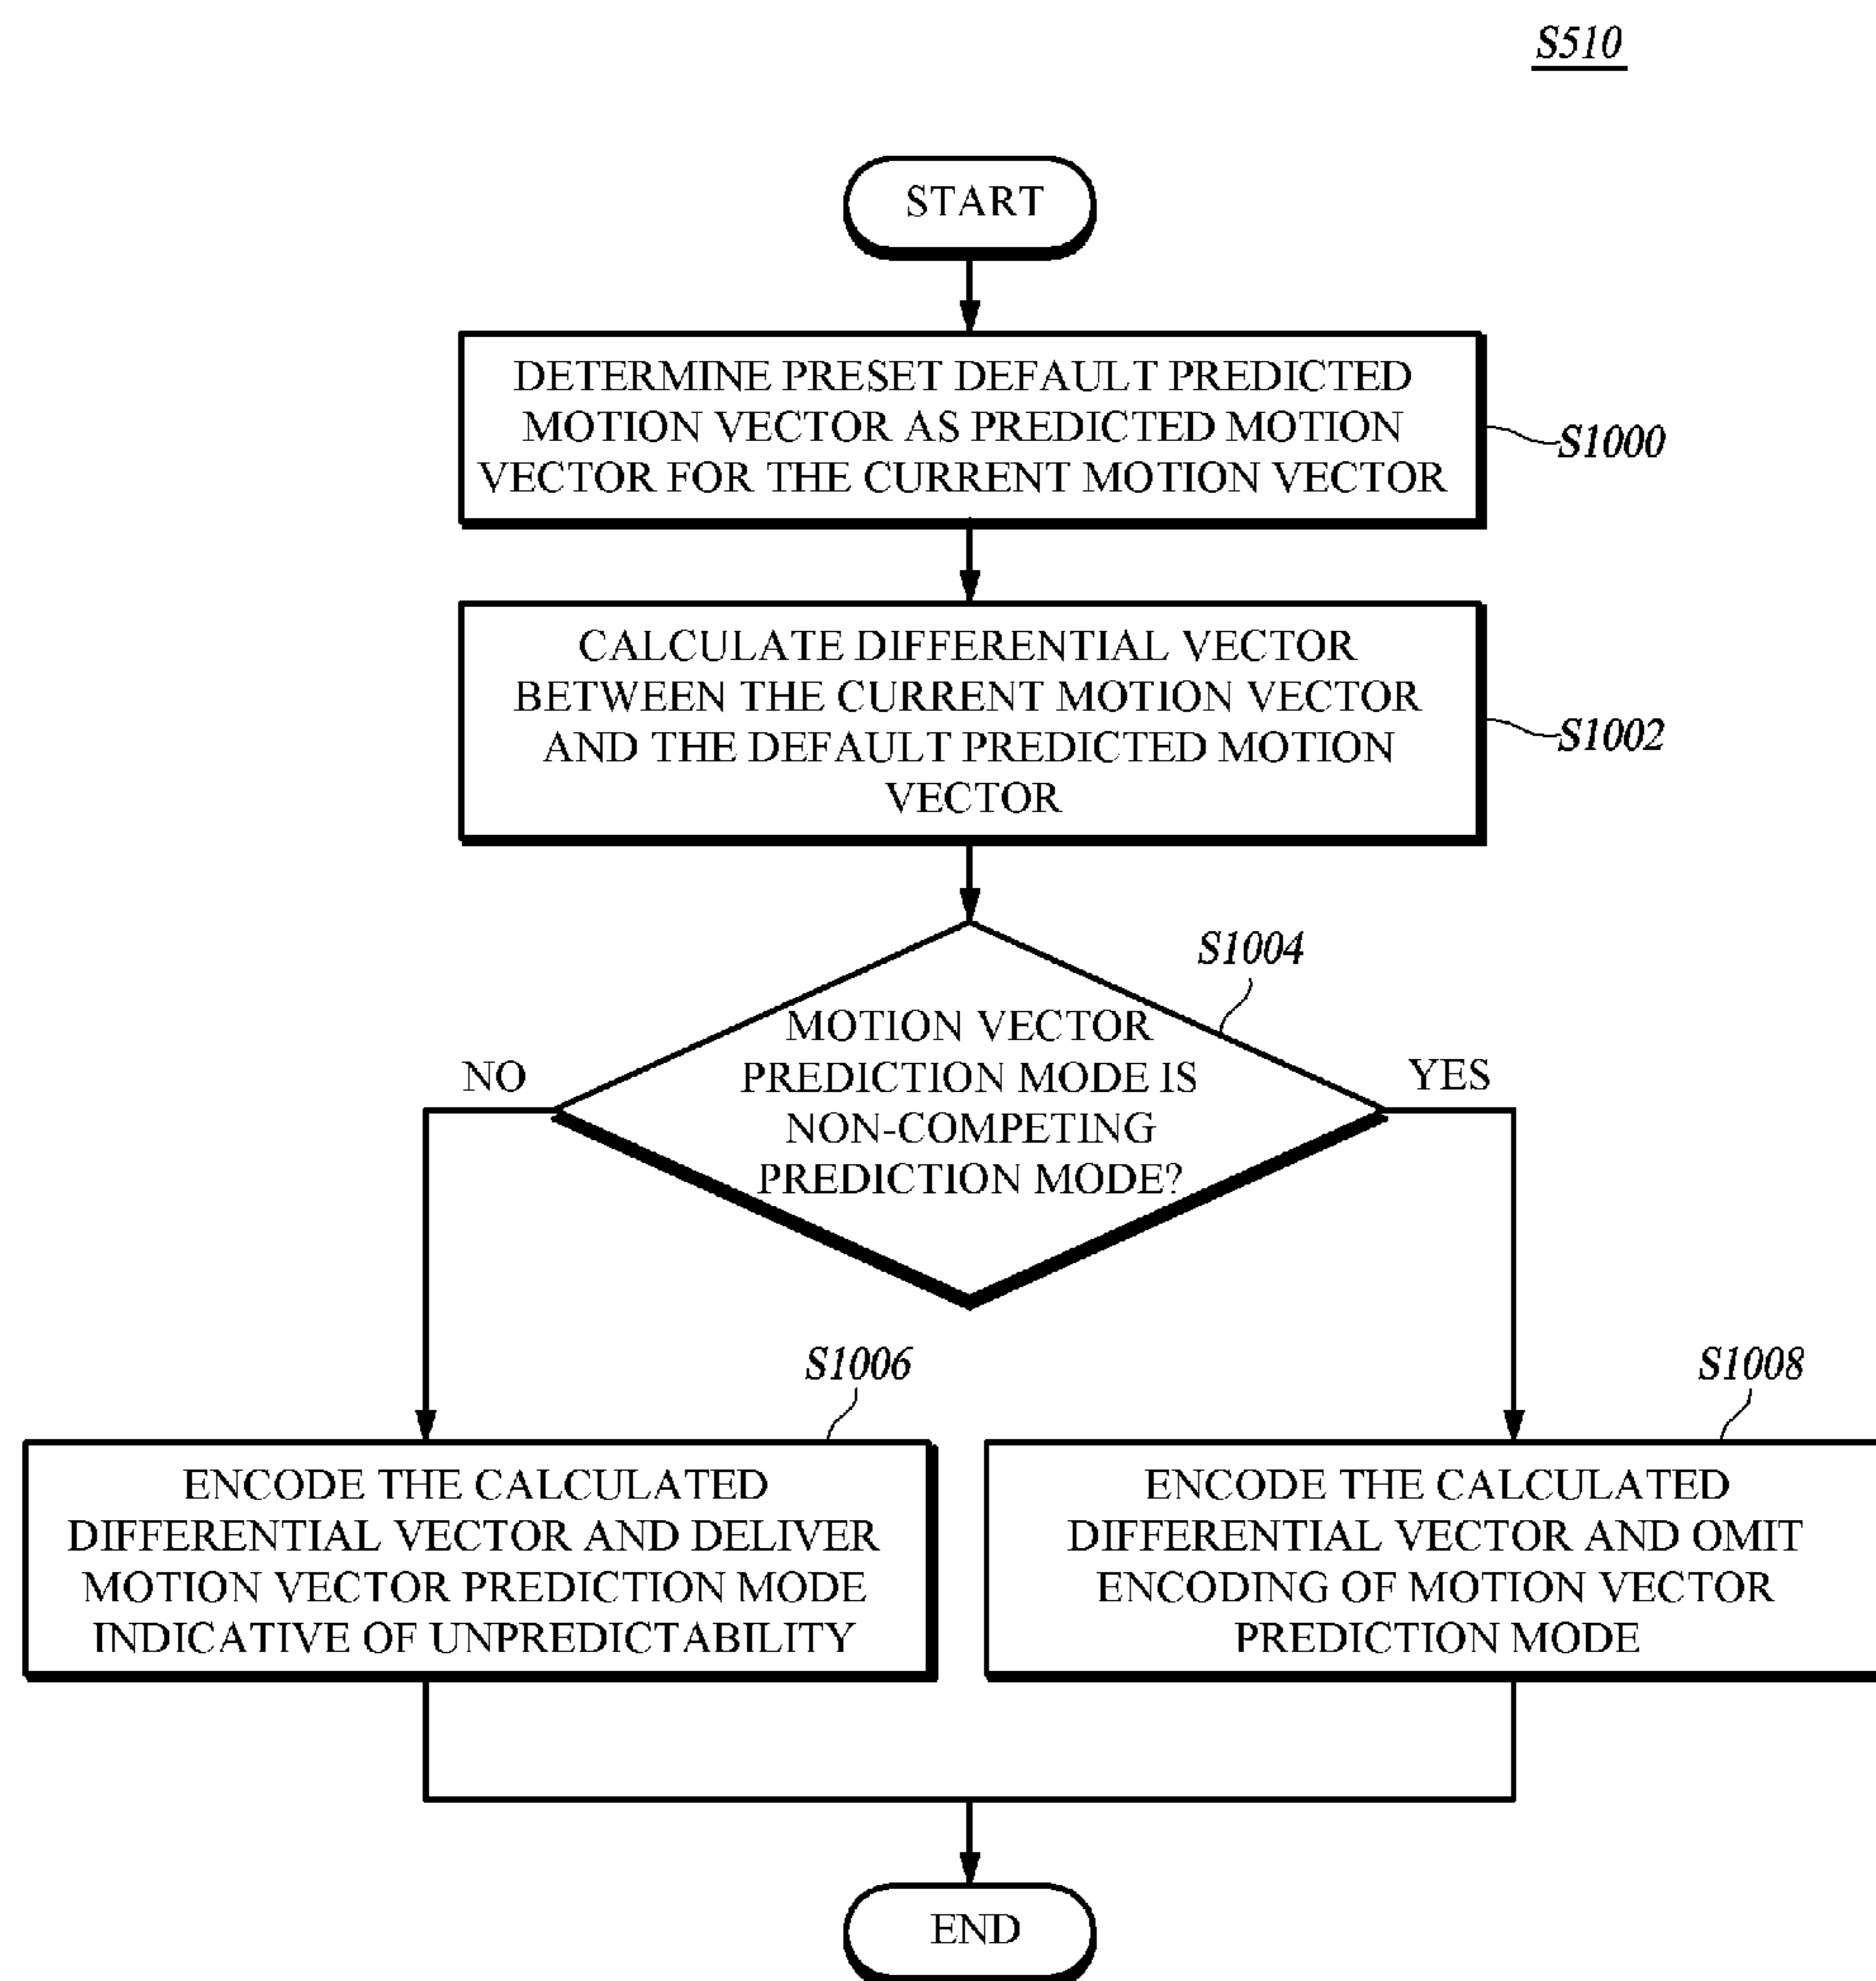 S510
START
DETERMINE PRESET DEFAULT PREDICTED
MOTION VECTOR AS PREDICTED MOTION
VECTOR FOR THE CURRENT MOTION VECTOR
S1000
CALCULATE DIFFERENTIAL VECTOR
BETWEEN THE CURRENT MOTION VECTOR
AND THE DEFAULT PREDICTED MOTION
VECTOR
S1002
S1004
MOTION VECTOR
PREDICTION MODE IS
NON-COMPETING
PREDICTION MODE?
NO
YES
S1006
ENCODE THE CALCULATED
DIFFERENTIAL VECTOR AND DELIVER
MOTION VECTOR PREDICTION MODE
INDICATIVE OF UNPREDICTABILITY
S1008
ENCODE THE CALCULATED
DIFFERENTIAL VECTOR AND OMIT
ENCODING OF MOTION VECTOR
PREDICTION MODE
END